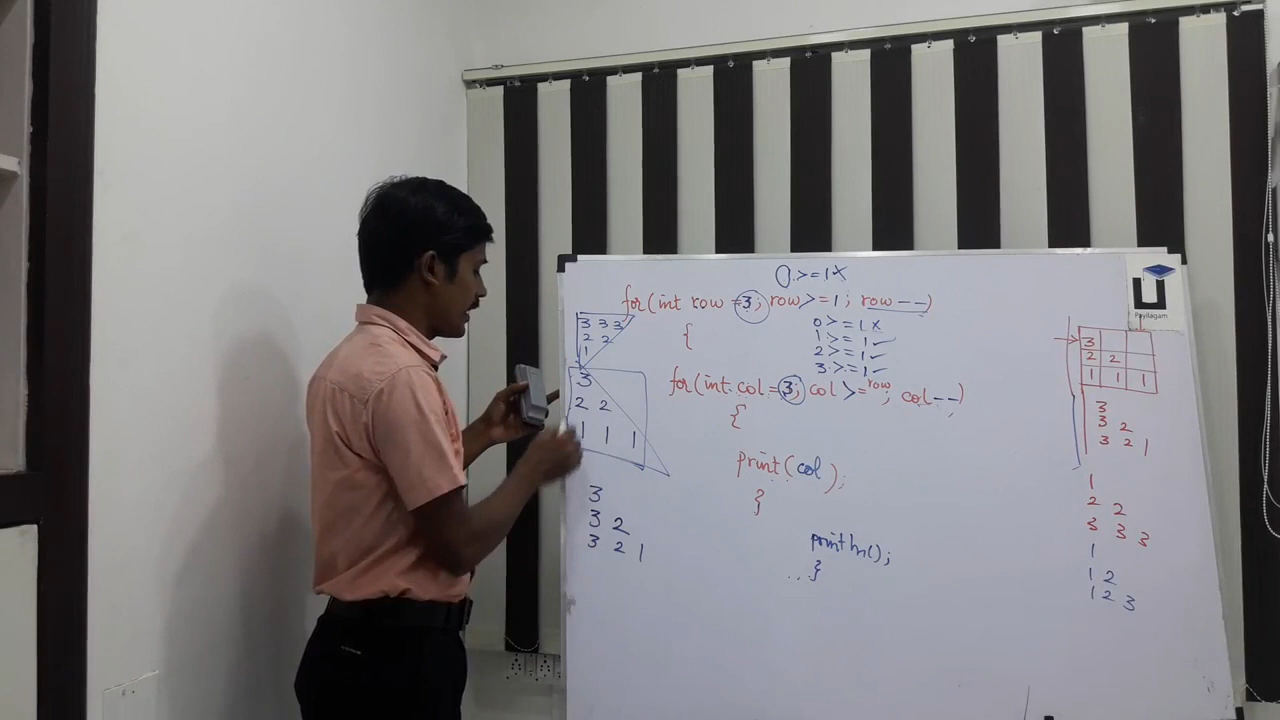 0 >= 1 x
for(int row =3; row>=1; row--)
{
0 >= 1 x
1 >= 1 ✓
2 >= 1 ✓
3 >= 1 ✓
for(int col =3; col >=row; col--)
{
print(col);
}
println();
}
3 3 3
2 2
1
3
2 2
1 1 1
3
3 2
3 2 1
Payilagam
3
2 2
1 1 1
3
3 2
3 2 1
1
2 2
3 3 3
1
1 2
1 2 3